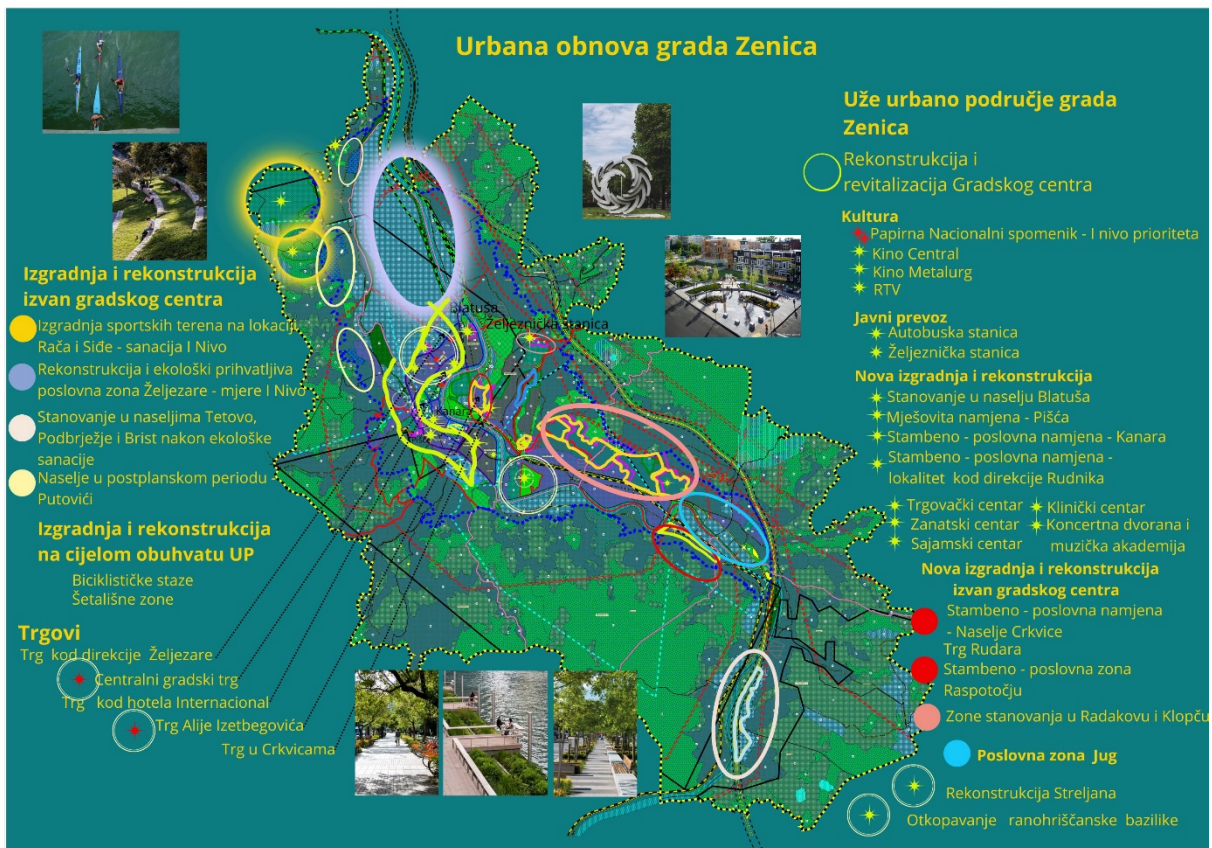 Urbana obnova grada Zenica
Uže urbano područje grada
Zenica
Rekonstrukcija i
revitalizacija Gradskog centra
Kultura
Papirna Nacionalni spomenik - I nivo prioriteta
Kino Central
Kino Metalurg
RTV
Javni prevoz
Autobuska stanica
Željeznička stanica
Nova izgradnja i rekonstrukcija
Stanovanje u naselju Blatuša
Mješovita namjena - Pišća
Stambeno - poslovna namjena - Kanara
Stambeno - poslovna namjena -
lokalitet kod direkcije Rudnika
Trgovački centar
Zanatski centar
Sajamski centar
Klinički centar
Koncertna dvorana i
muzička akademija
Nova izgradnja i rekonstrukcija
izvan gradskog centra
Stambeno - poslovna namjena
- Naselje Crkvice
Trg Rudara
Stambeno - poslovna zona
Raspotočju
Zone stanovanja u Radakovu i Klopču
Poslovna zona Jug
Rekonstrukcija Streljana
Otkopavanje ranohriščanske bazilike
Blatuša
Željeznička stanica
Kanara
Izgradnja i rekonstrukcija
izvan gradskog centra
Izgradnja sportskih terena na lokaciji
Rača i Siđe - sanacija I Nivo
Rekonstrukcija i ekološki prihvatljiva
poslovna zona Željezare - mjere I Nivo
Stanovanje u naseljima Tetovo,
Podbrježje i Brist nakon ekološke
sanacije
Naselje u postplanskom periodu -
Putovići
Izgradnja i rekonstrukcija
na cijelom obuhvatu UP
Biciklističke staze
Šetališne zone
Trgovi
Trg kod direkcije Željezare
Centralni gradski trg
Trg kod hotela Internacional
Trg Alije Izetbegovića
Trg u Crkvicama